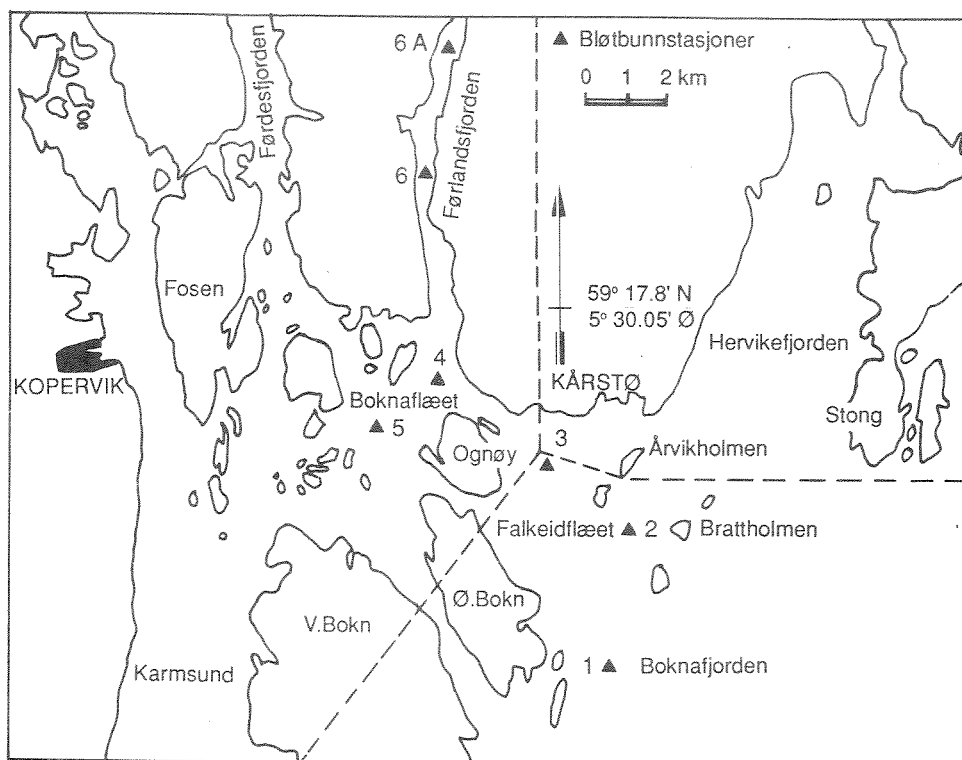 6 A
Bløtbunnstasjoner
0 1 2 km
Førdesfjorden
Førlandsfjorden
6
Fosen
59° 17.8' N
5° 30.05' Ø
Hervikefjorden
KOPERVIK
4
KÅRSTØ
Boknaflæet
5
Stong
Ognøy
3
Årvikholmen
Falkeidflæet
2
Brattholmen
Ø.Bokn
V.Bokn
Karmsund
1
Boknafjorden